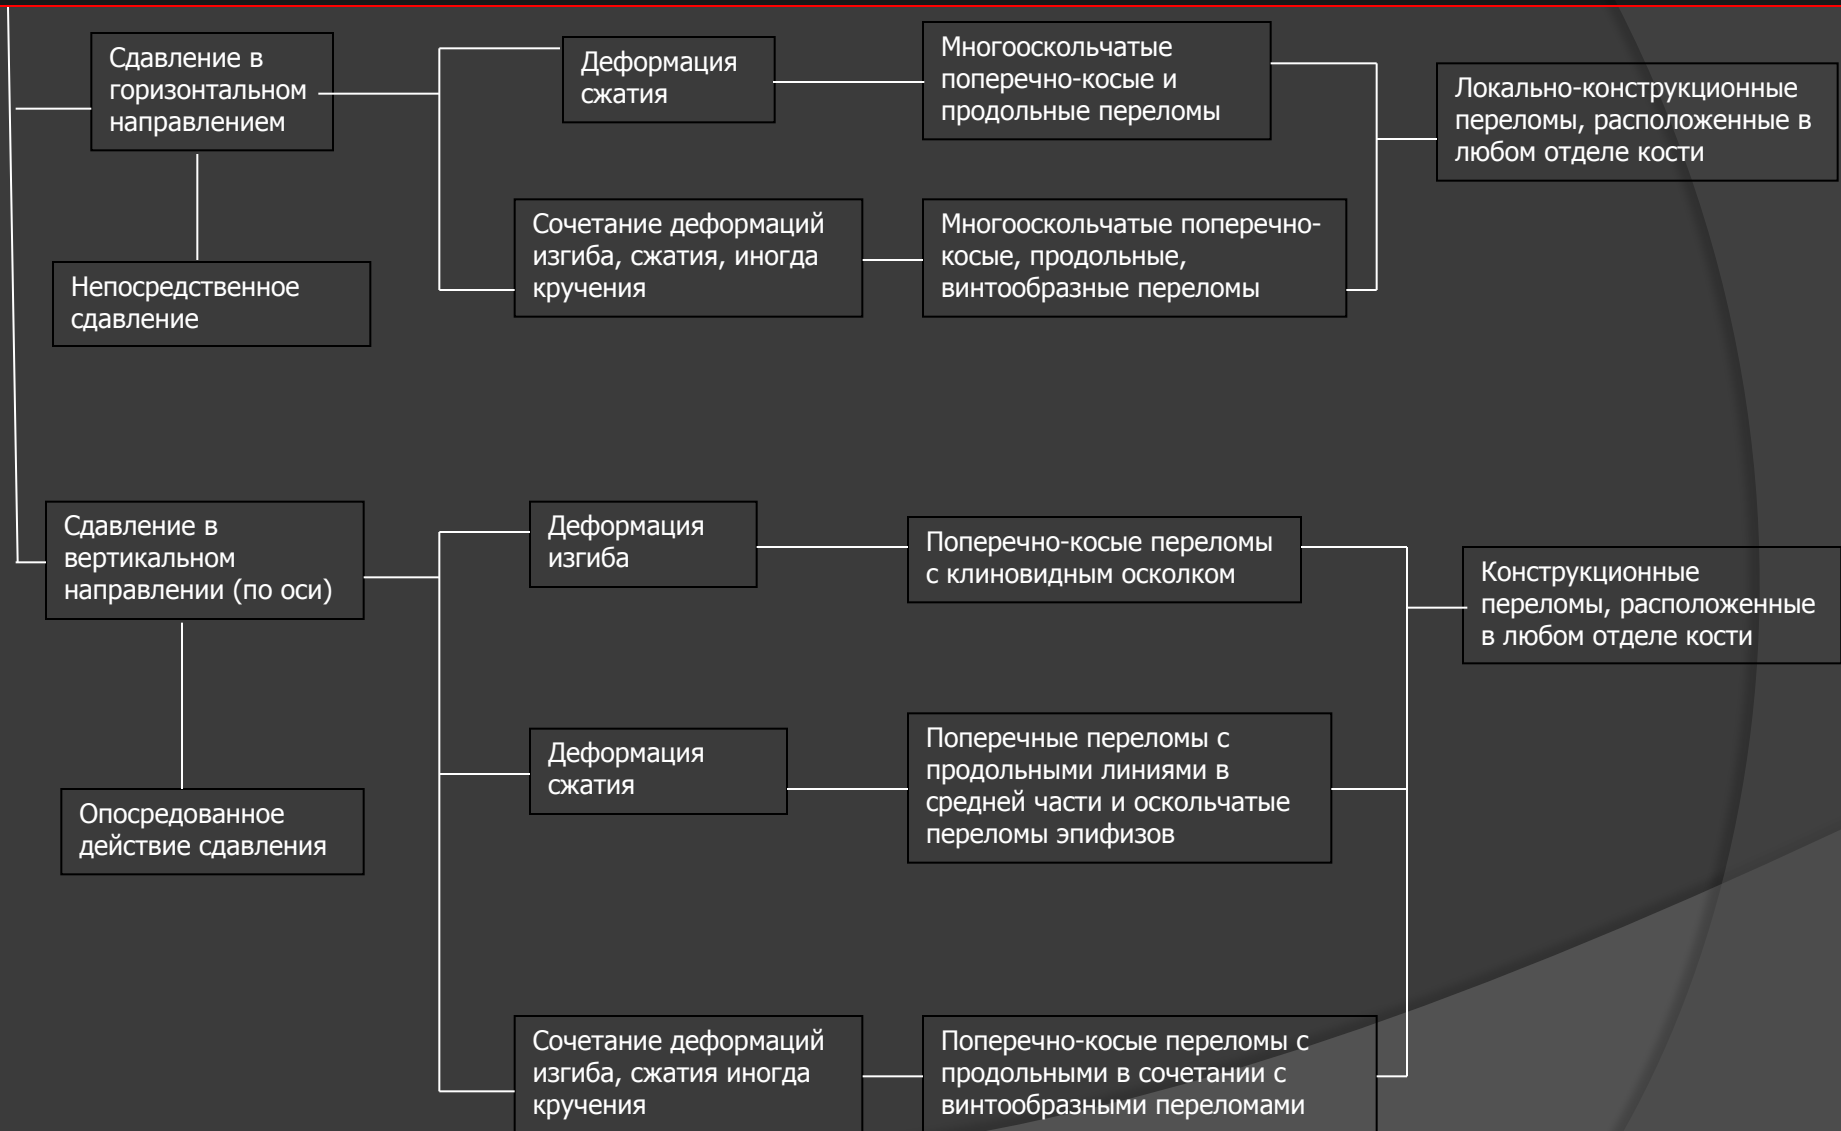 Сдавление в
горизонтальном
направлением
Деформация
сжатия
Многооскольчатые
поперечно-косые и
продольные переломы
Локально-конструкционные
переломы, расположенные в
любом отделе кости
Непосредственное
сдавление
Сочетание деформаций
изгиба, сжатия, иногда
кручения
Многооскольчатые поперечно-
косые, продольные,
винтообразные переломы
Сдавление в
вертикальном
направлении (по оси)
Деформация
изгиба
Поперечно-косые переломы
с клиновидным осколком
Конструкционные
переломы, расположенные
в любом отделе кости
Опосредованное
действие сдавления
Деформация
сжатия
Поперечные переломы с
продольными линиями в
средней части и оскольчатые
переломы эпифизов
Сочетание деформаций
изгиба, сжатия иногда
кручения
Поперечно-косые переломы с
продольными в сочетании с
винтообразными переломами